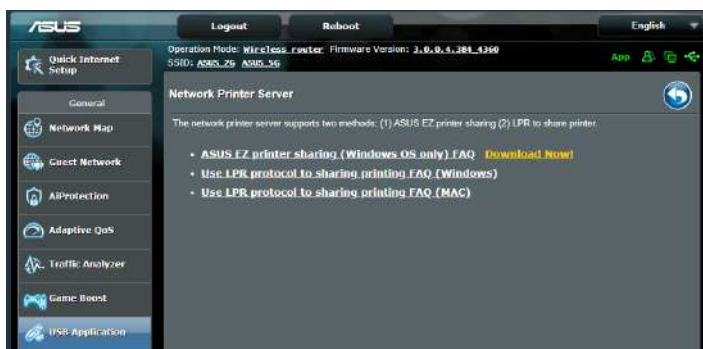 ASUS
Logout
Reboot
English
Operation Mode: Wireless router Firmware Version: 3.0.0.4.384_4360
SSID: ASUS_2G ASUS_5G
App
Quick Internet
Setup
General
Network Map
Guest Network
AiProtection
Adaptive QoS
Traffic Analyzer
Game Boost
USB Application
Network Printer Server
The network printer server supports two methods: (1) ASUS EZ printer sharing (2) LPR to share printer.
• ASUS EZ printer sharing (Windows OS only) FAQ Download Now!
• Use LPR protocol to sharing printing FAQ (Windows)
• Use LPR protocol to sharing printing FAQ (MAC)